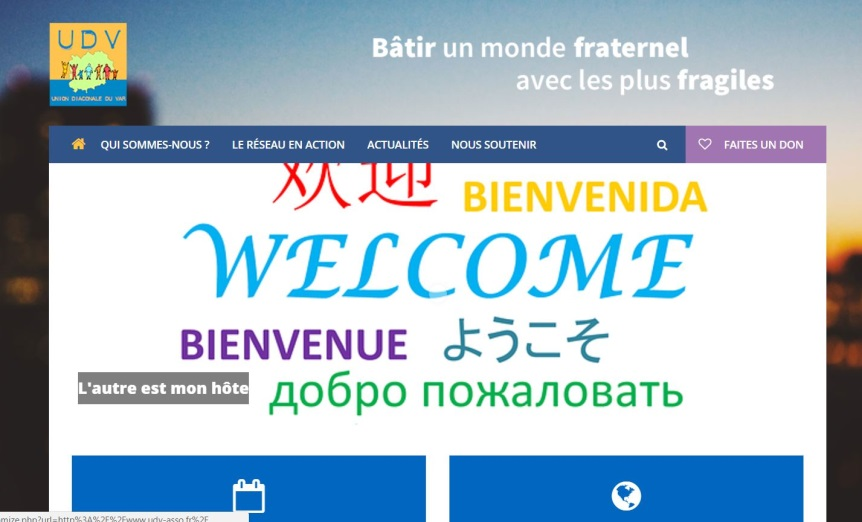 UDV
UNION DIACONALE DU VAR
Bâtir un monde fraternel
avec les plus fragiles
QUI SOMMES-NOUS ?
LE RÉSEAU EN ACTION
ACTUALITÉS
NOUS SOUTENIR
FAITES UN DON
欢迎
BIENVENIDA
WELCOME
BIENVENUE
ようこそ
L'autre est mon hôte
добро пожаловать
omize.php?url=http%3A%2F%2Fwww.udv-asso.fr%2F